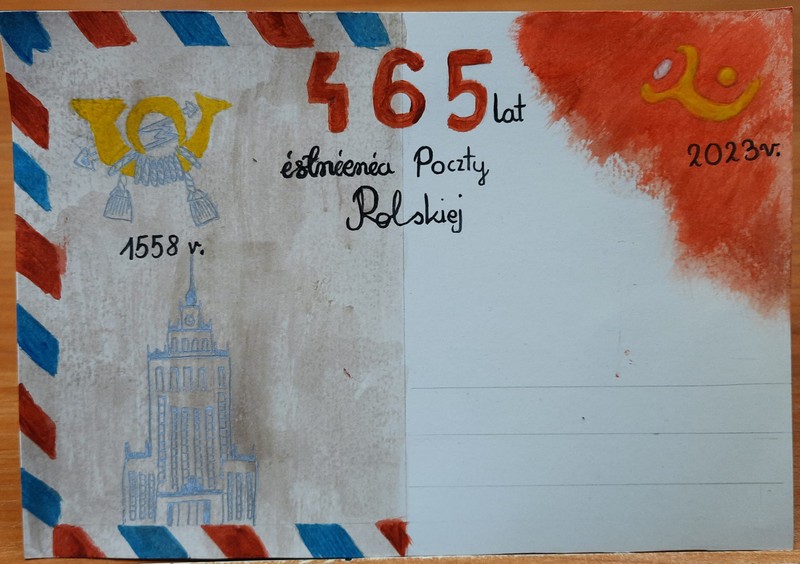 465 lat
istnienia Poczty
Polskiej
1558 r.
2023 r.